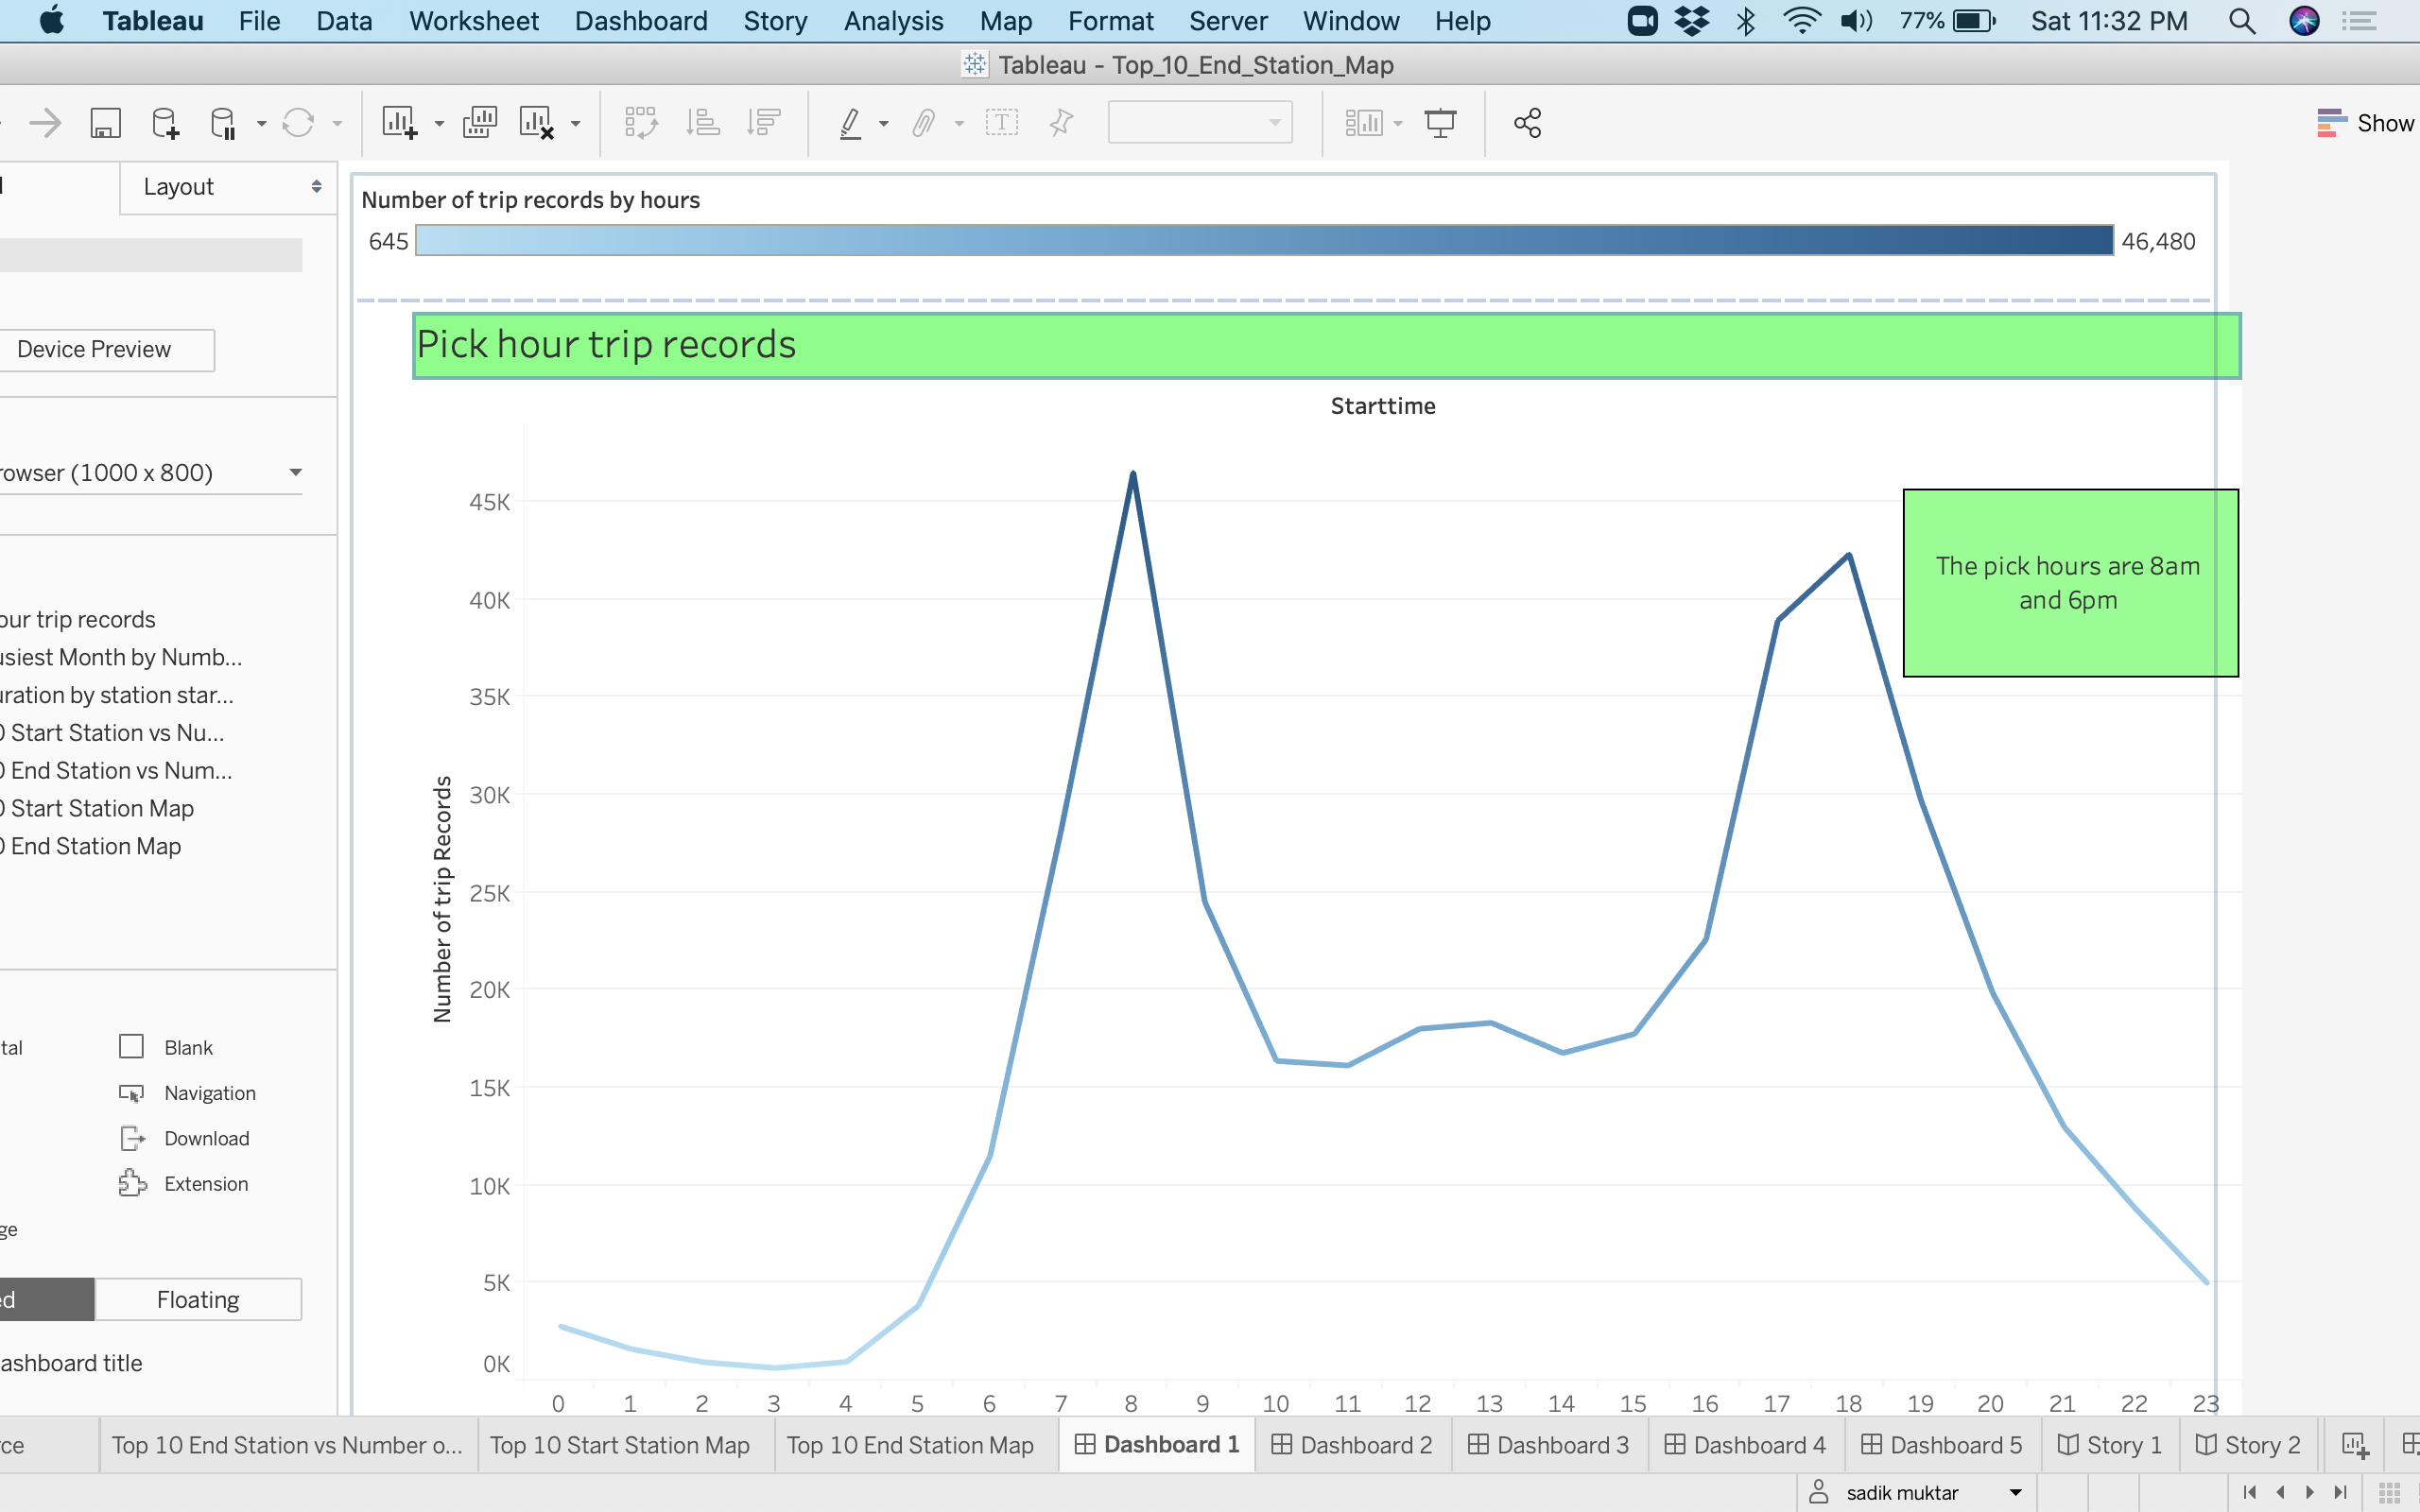 Tableau File Data Worksheet Dashboard Story Analysis Map Format Server Window Help 77% Sat 11:32 PM
Tableau - Top_10_End_Station_Map
Show
Layout
Device Preview
rowser (1000 x 800)
our trip records
usiest Month by Numb...
uration by station star...
0 Start Station vs Nu...
0 End Station vs Num...
0 Start Station Map
0 End Station Map
tal Blank
Navigation
Download
Extension
ge
ed Floating
ashboard title
Number of trip records by hours
645 46,480
Pick hour trip records
Starttime
The pick hours are 8am
and 6pm
Number of trip Records
45K
40K
35K
30K
25K
20K
15K
10K
5K
0K
0 1 2 3 4 5 6 7 8 9 10 11 12 13 14 15 16 17 18 19 20 21 22 23
rce Top 10 End Station vs Number o... Top 10 Start Station Map Top 10 End Station Map Dashboard 1 Dashboard 2 Dashboard 3 Dashboard 4 Dashboard 5 Story 1 Story 2
sadik muktar